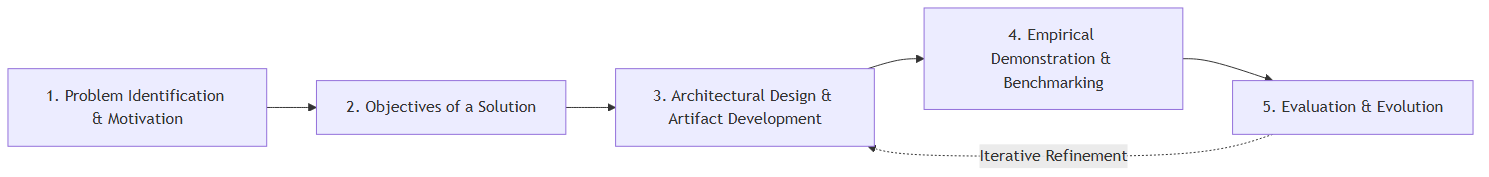 1. Problem Identification
& Motivation
2. Objectives of a Solution
3. Architectural Design &
Artifact Development
4. Empirical
Demonstration &
Benchmarking
5. Evaluation & Evolution
Iterative Refinement